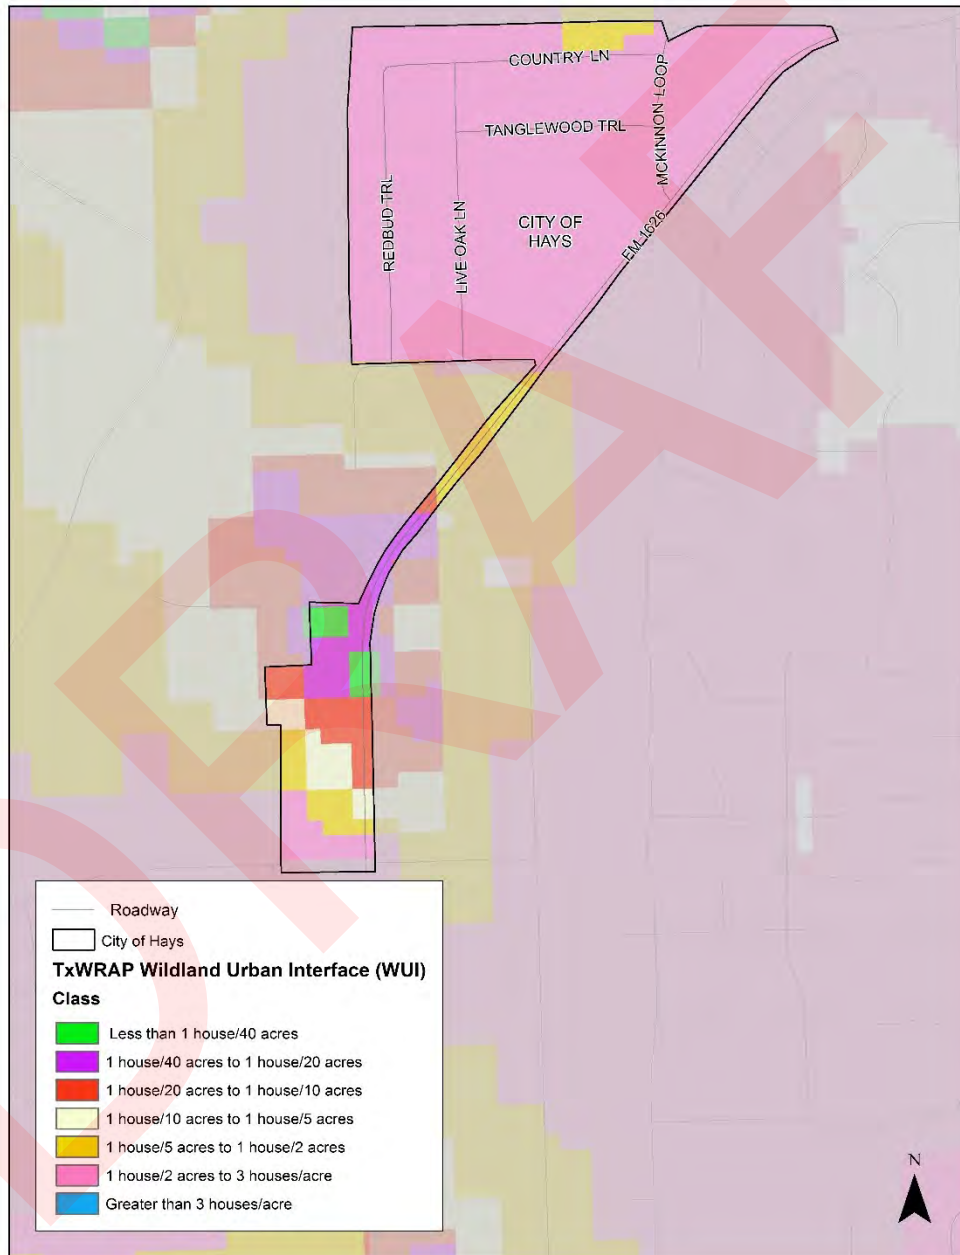 COUNTRY LN
MCKINNON LOOP
TANGLEWOOD TRL
REDBUD TRL
LIVE OAK LN
CITY OF
HAYS
FM 1626
DRAFT
Roadway
City of Hays
TxWRAP Wildland Urban Interface (WUI)
Class
Less than 1 house/40 acres
1 house/40 acres to 1 house/20 acres
1 house/20 acres to 1 house/10 acres
1 house/10 acres to 1 house/5 acres
1 house/5 acres to 1 house/2 acres
1 house/2 acres to 3 houses/acre
Greater than 3 houses/acre
N